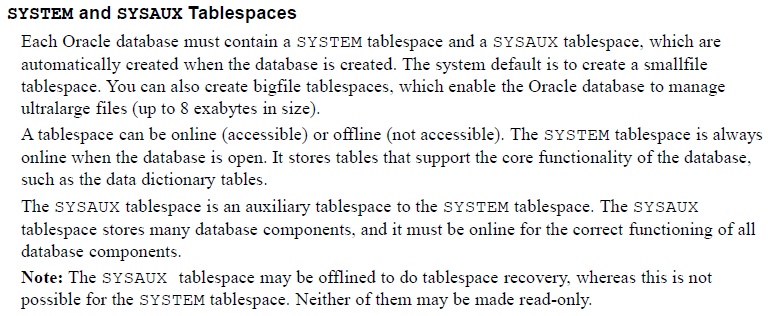 SYSTEM and SYSAUX Tablespaces
Each Oracle database must contain a SYSTEM tablespace and a SYSAUX tablespace, which are
automatically created when the database is created. The system default is to create a smallfile
tablespace. You can also create bigfile tablespaces, which enable the Oracle database to manage
ultralarge files (up to 8 exabytes in size).
A tablespace can be online (accessible) or offline (not accessible). The SYSTEM tablespace is always
online when the database is open. It stores tables that support the core functionality of the database,
such as the data dictionary tables.
The SYSAUX tablespace is an auxiliary tablespace to the SYSTEM tablespace. The SYSAUX
tablespace stores many database components, and it must be online for the correct functioning of all
database components.
Note: The SYSAUX tablespace may be offlined to do tablespace recovery, whereas this is not
possible for the SYSTEM tablespace. Neither of them may be made read-only.